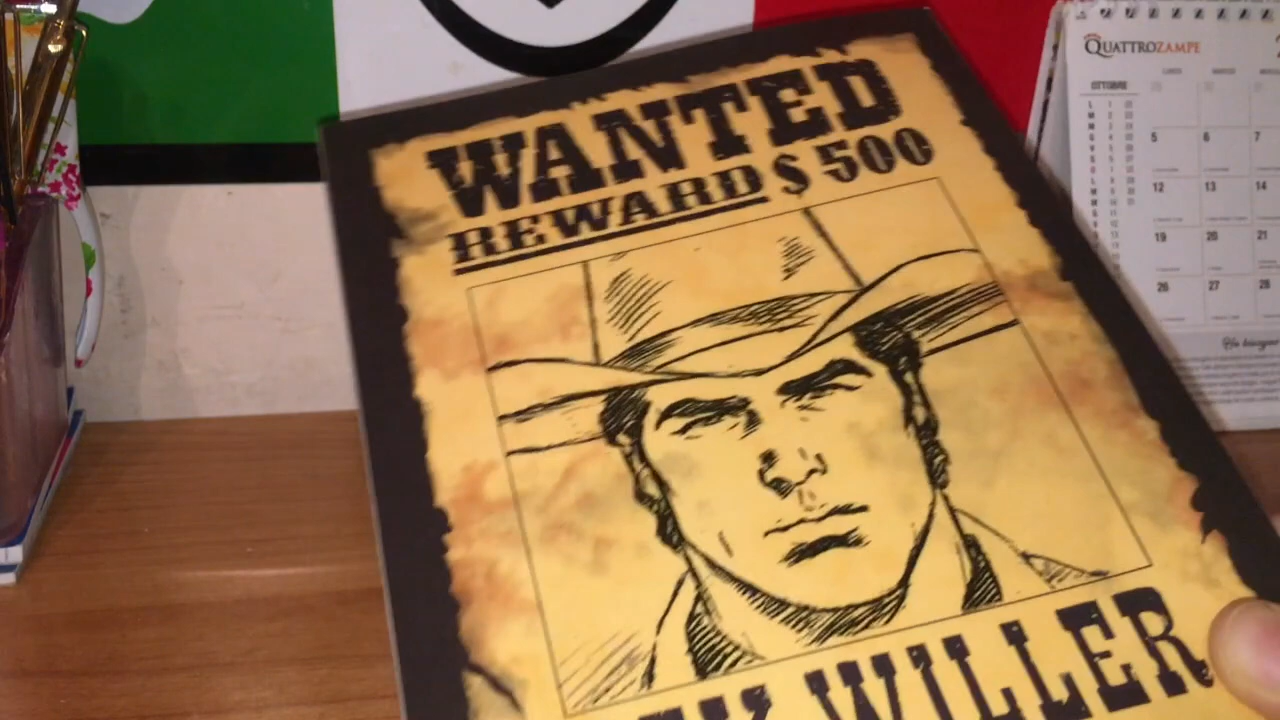 WANTED
REWARD $ 500
WILLER
QUATTROZAMPE
OTTOBRE
5 6 7
12 13 14
19 20 21
26 27 28